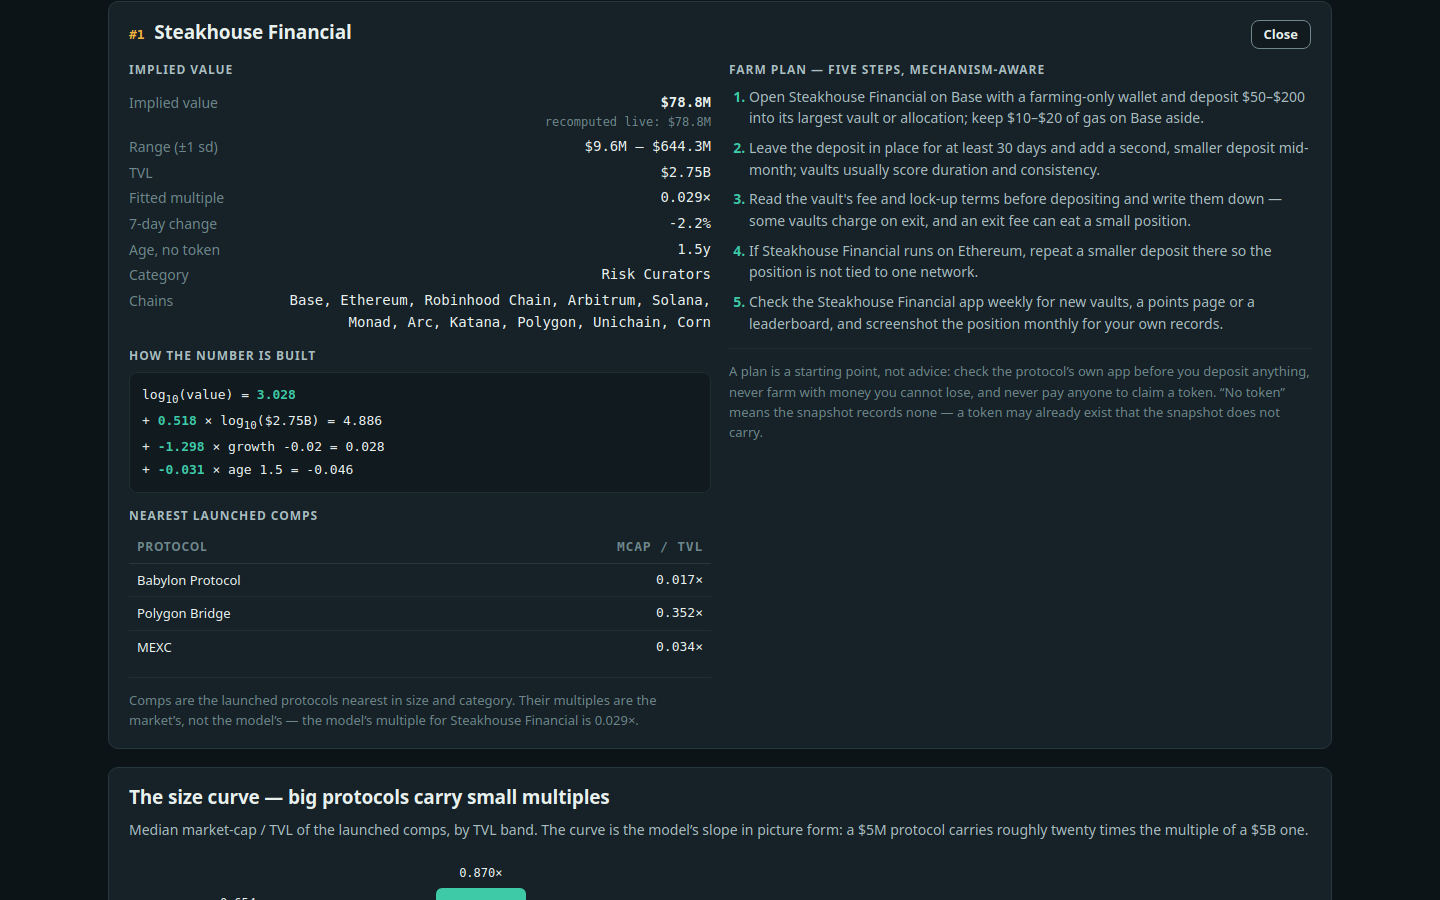 #1 Steakhouse Financial
Close
IMPLIED VALUE
Implied value $78.8M
recomputed live: $78.8M
Range (±1 sd) $9.6M — $644.3M
TVL $2.75B
Fitted multiple 0.029×
7-day change -2.2%
Age, no token 1.5y
Category Risk Curators
Chains Base, Ethereum, Robinhood Chain, Arbitrum, Solana,
Monad, Arc, Katana, Polygon, Unichain, Corn
HOW THE NUMBER IS BUILT
log10(value) = 3.028
+ 0.518 × log10($2.75B) = 4.886
+ -1.298 × growth -0.02 = 0.028
+ -0.031 × age 1.5 = -0.046
NEAREST LAUNCHED COMPS
PROTOCOL MCAP / TVL
Babylon Protocol 0.017×
Polygon Bridge 0.352×
MEXC 0.034×
Comps are the launched protocols nearest in size and category. Their multiples are the
market's, not the model's — the model's multiple for Steakhouse Financial is 0.029×.
FARM PLAN — FIVE STEPS, MECHANISM-AWARE
1. Open Steakhouse Financial on Base with a farming-only wallet and deposit $50–$200
into its largest vault or allocation; keep $10–$20 of gas on Base aside.
2. Leave the deposit in place for at least 30 days and add a second, smaller deposit mid-
month; vaults usually score duration and consistency.
3. Read the vault's fee and lock-up terms before depositing and write them down —
some vaults charge on exit, and an exit fee can eat a small position.
4. If Steakhouse Financial runs on Ethereum, repeat a smaller deposit there so the
position is not tied to one network.
5. Check the Steakhouse Financial app weekly for new vaults, a points page or a
leaderboard, and screenshot the position monthly for your own records.
A plan is a starting point, not advice: check the protocol's own app before you deposit anything,
never farm with money you cannot lose, and never pay anyone to claim a token. “No token”
means the snapshot records none — a token may already exist that the snapshot does not
carry.
The size curve — big protocols carry small multiples
Median market-cap / TVL of the launched comps, by TVL band. The curve is the model's slope in picture form: a $5M protocol carries roughly twenty times the multiple of a $5B one.
0.870×